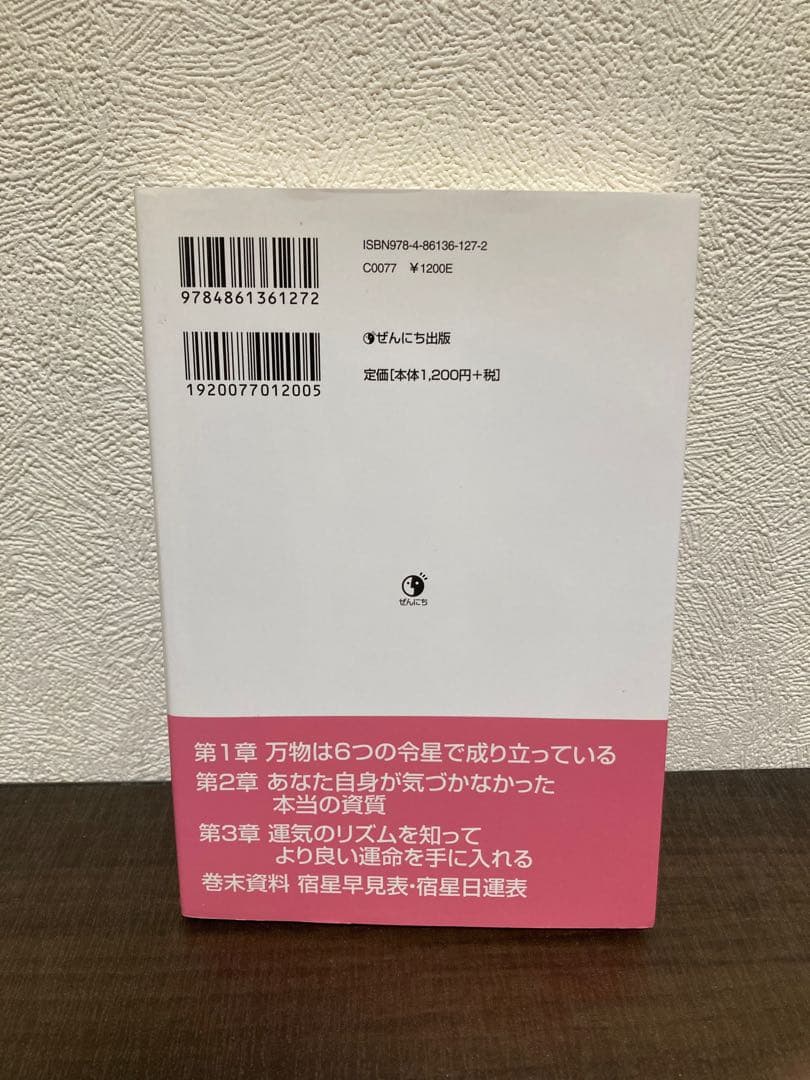 9784861361272
ISBN978-4-86136-127-2
C0077 ¥1200E
1920077012005
ぜんにち出版
定価[本体1,200円+税]
ぜんにち
第1章 万物は6つの令星で成り立っている
第2章 あなた自身が気づかなかった
本当の資質
第3章 運気のリズムを知って
より良い運命を手に入れる
巻末資料 宿星早見表・宿星日運表